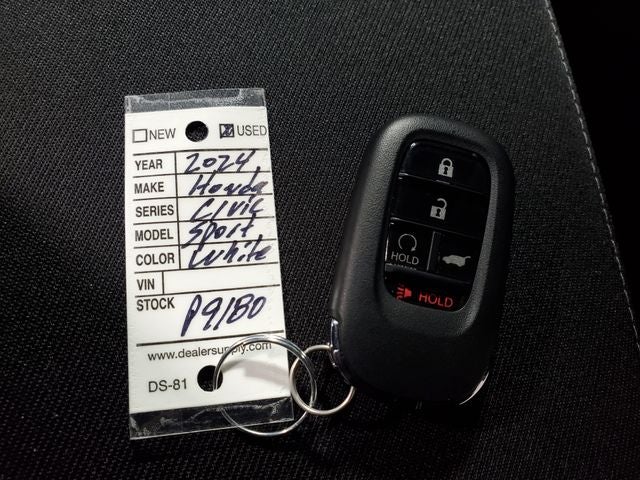 NEW USED
YEAR 2024
MAKE Honda
SERIES Civic
MODEL Sport
COLOR White
VIN
STOCK P9180
www.dealersupply.com
DS-81
HOLD
HOLD